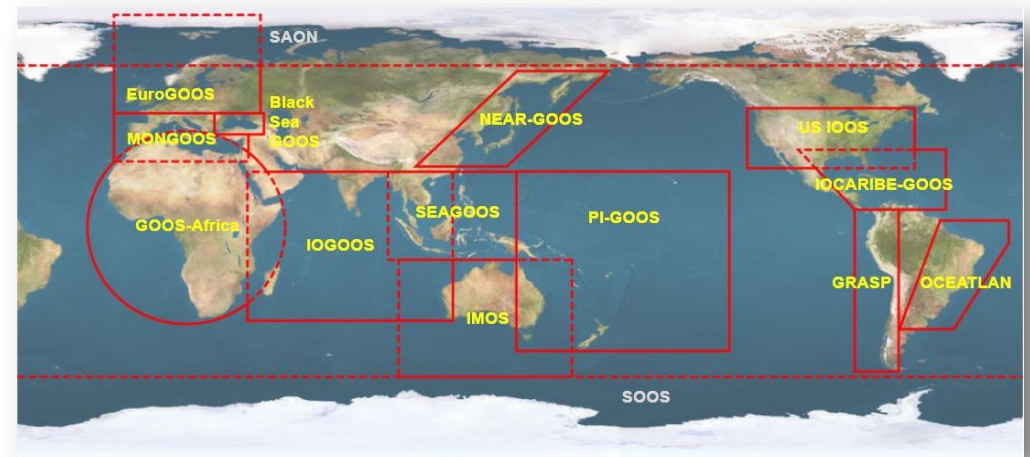 SAON
EuroGOOS
Black
Sea
GOOS
MONGOOS
NEAR-GOOS
US IOOS
IOCARIBE-GOOS
GOOS-Africa
SEAGOOS
PI-GOOS
IOGOOS
GRASP
OCEATLAN
IMOS
SOOS